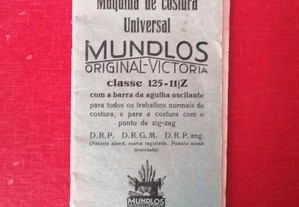 Máquina de Costura
Universal
MUNDLOS
ORIGINAL-VICTORIA
classe 125-11/Z
com a barra da agulha oscilante
para todos os trabalhos normais de
costura, e para a costura com o
ponto de zig-zag
D.R.P. D.R.G.M. D.R.P. ang.
(Patente alemã, marca registada. Patente alemã
MUNDLOS